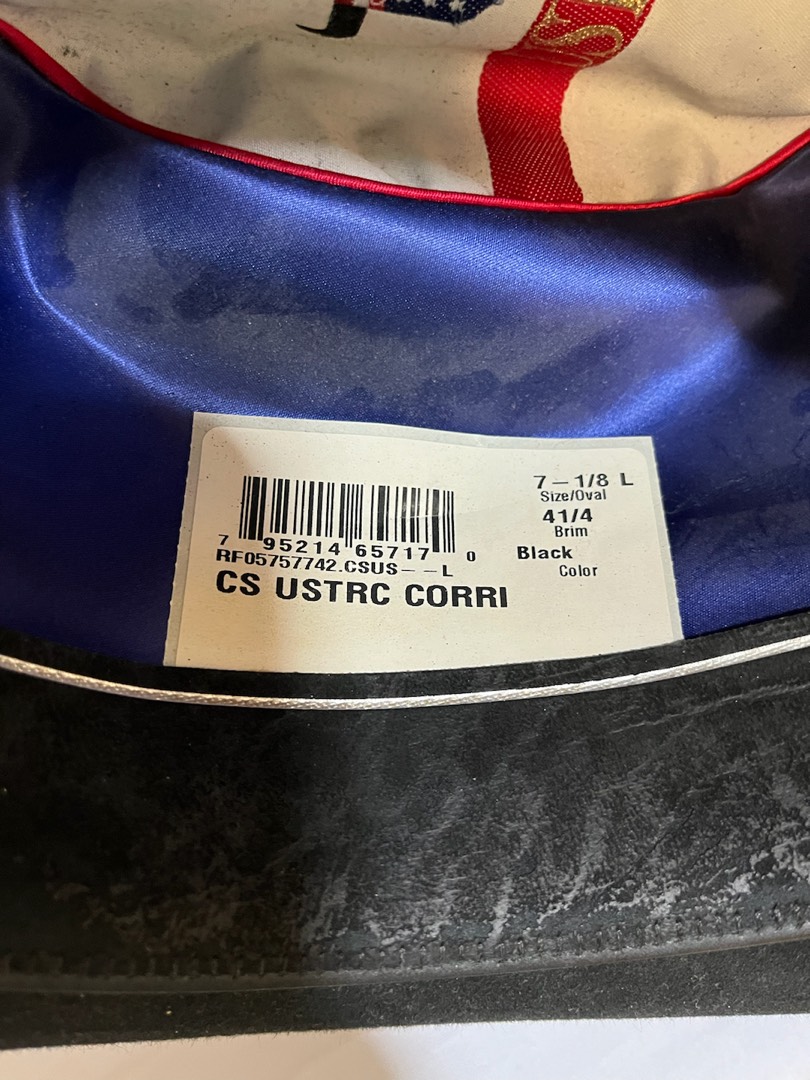 7-1/8 L
Size/Oval
41/4
Brim
Black
Color
7 95214 65717 0
RF05757742.CSUS--L
CS USTRC CORRI